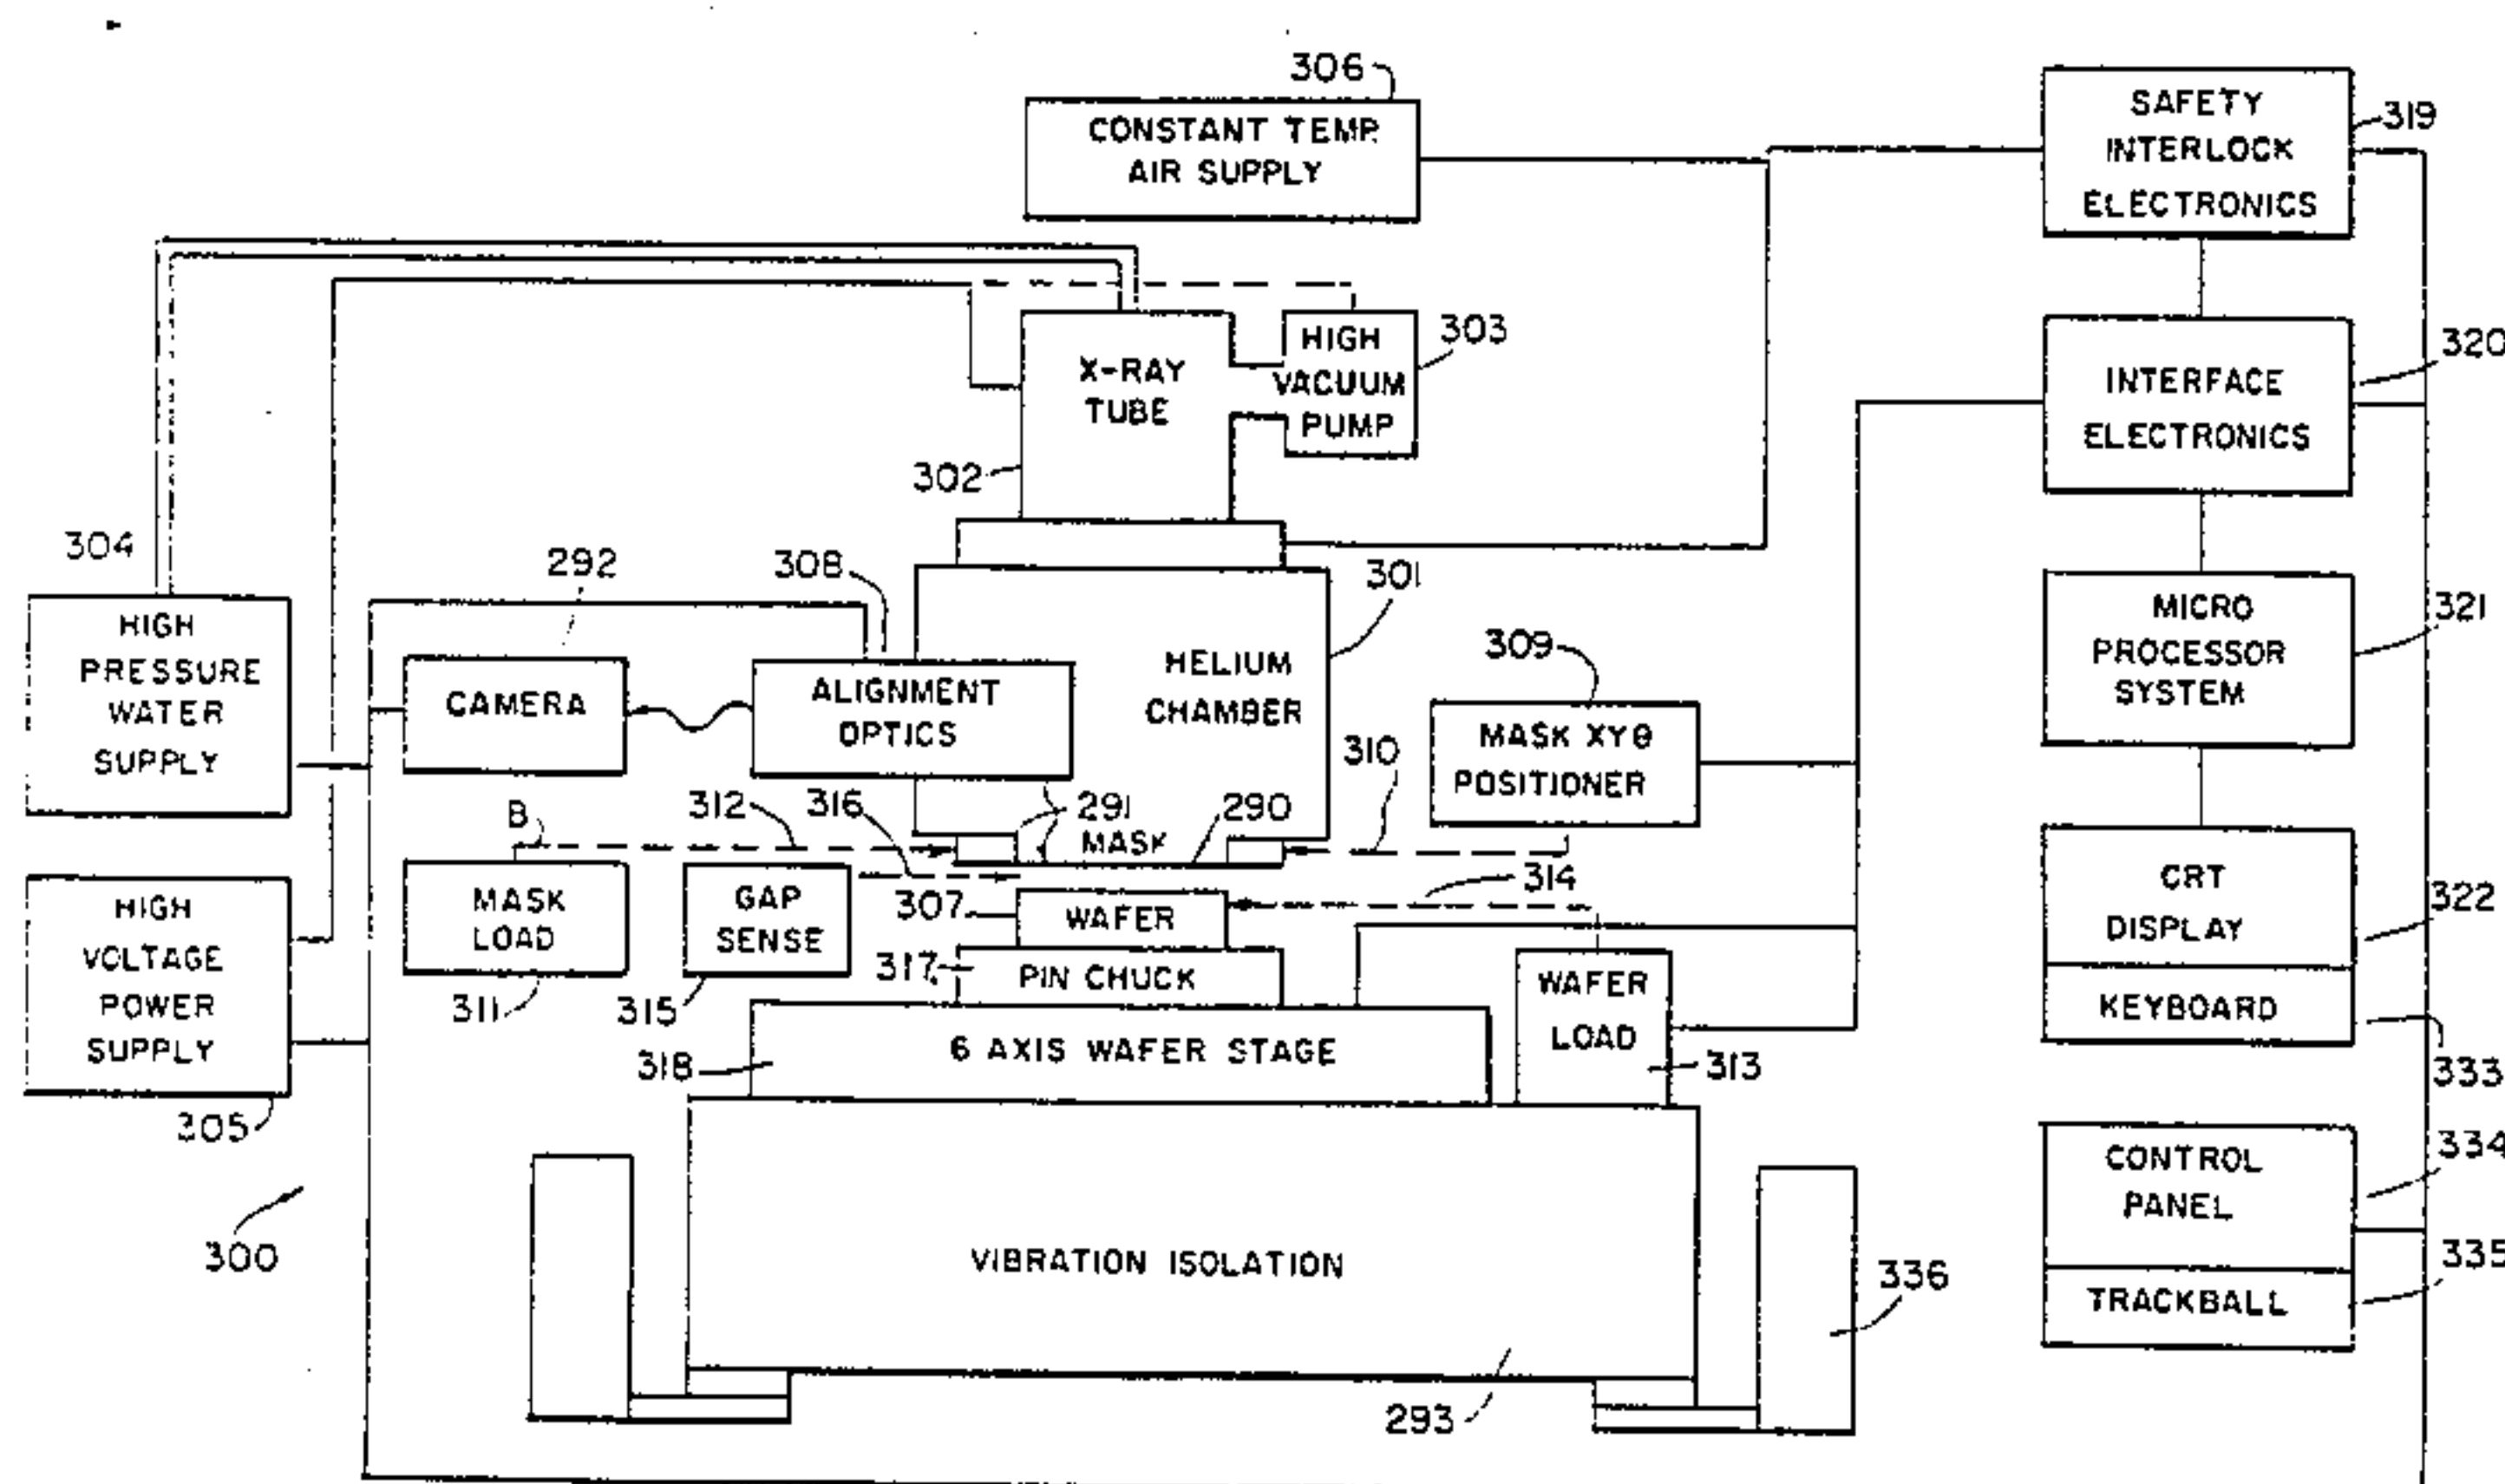 306
CONSTANT TEMP.
AIR SUPPLY
SAFETY
INTERLOCK
ELECTRONICS
319
X-RAY
TUBE
302
HIGH
VACUUM
PUMP
303
INTERFACE
ELECTRONICS
320
304
HIGH
PRESSURE
WATER
SUPPLY
292
CAMERA
308
ALIGNMENT
OPTICS
301
HELIUM
CHAMBER
309
MASK XYθ
POSITIONER
310
MICRO
PROCESSOR
SYSTEM
321
B
312
316
291
MASK
290
HIGH
VOLTAGE
POWER
SUPPLY
305
MASK
LOAD
311
GAP
SENSE
315
307
WAFER
314
317
PIN CHUCK
318
6 AXIS WAFER STAGE
WAFER
LOAD
313
CRT
DISPLAY
322
KEYBOARD
333
CONTROL
PANEL
334
TRACKBALL
335
300
VIBRATION ISOLATION
293
336